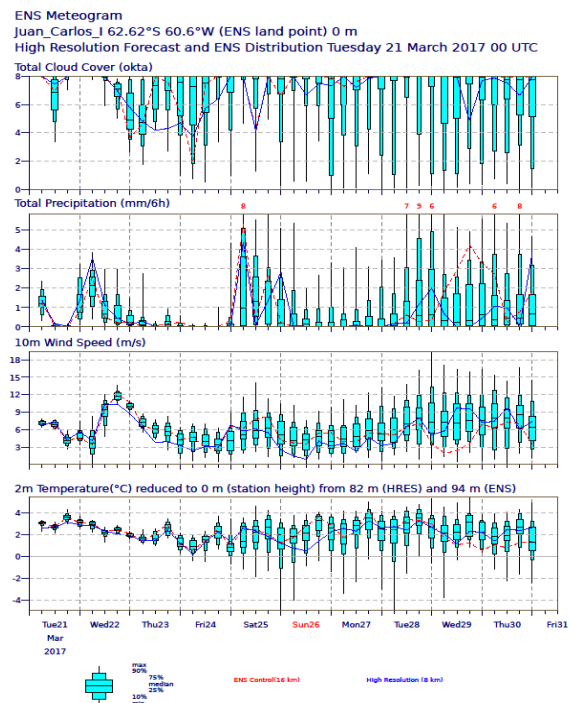 ENS Meteogram
Juan_Carlos_I 62.62°S 60.6°W (ENS land point) 0 m
High Resolution Forecast and ENS Distribution Tuesday 21 March 2017 00 UTC
Total Cloud Cover (okta)
8
6
4
2
0
Total Precipitation (mm/6h)
8 7 9 6 6 8
5
4
3
2
1
0
10m Wind Speed (m/s)
18
15
12
9
6
3
2m Temperature(°C) reduced to 0 m (station height) from 82 m (HRES) and 94 m (ENS)
4
2
0
-2
-4
Tue21 Wed22 Thu23 Fri24 Sat25 Sun26 Mon27 Tue28 Wed29 Thu30 Fri31
Mar
2017
max
90%
75%
median
25%
10%
min
ENS Control(16 km)
High Resolution (8 km)